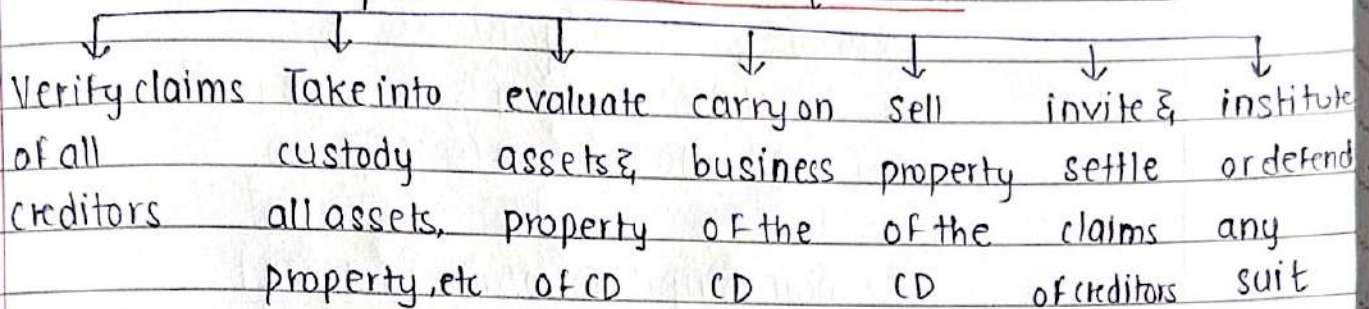 Verify claims Take into evaluate carry on sell invite & institute
of all custody assets & business property settle or defend
creditors all assets, property of the of the claims any
property, etc of CD CD CD of creditors suit